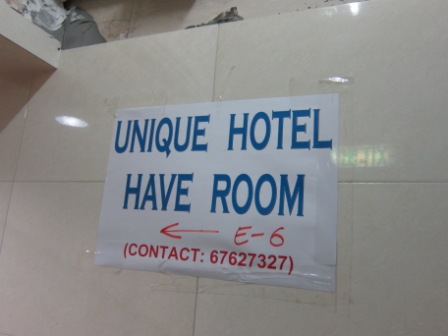 UNIQUE HOTEL
HAVE ROOM
← E-6
(CONTACT: 67627327)